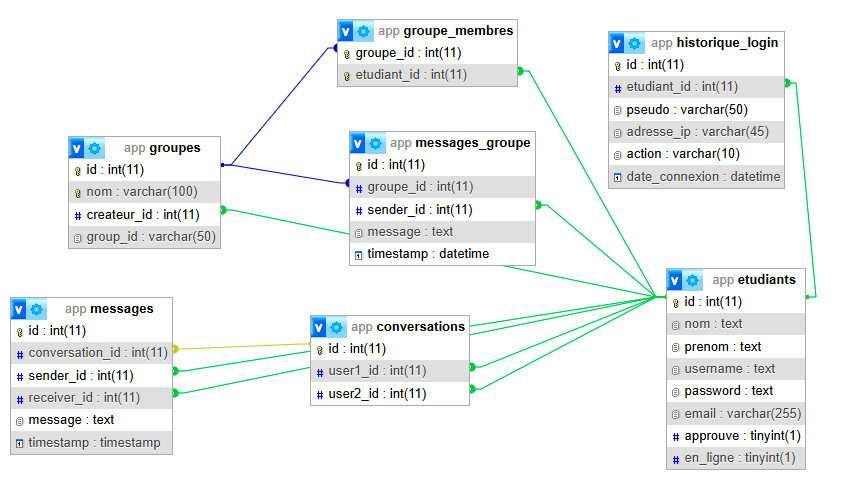 v app groupe_membres
groupe_id : int(11)
etudiant_id : int(11)
v app historique_login
id : int(11)
# etudiant_id : int(11)
pseudo : varchar(50)
adresse_ip : varchar(45)
action : varchar(10)
date_connexion : datetime
v app groupes
id : int(11)
nom : varchar(100)
# createur_id : int(11)
group_id : varchar(50)
v app messages_groupe
id : int(11)
# groupe_id : int(11)
# sender_id : int(11)
message : text
timestamp : datetime
v app etudiants
id : int(11)
nom : text
prenom : text
username : text
password : text
email : varchar(255)
# approuve : tinyint(1)
# en_ligne : tinyint(1)
v app messages
id : int(11)
# conversation_id : int(11)
# sender_id : int(11)
# receiver_id : int(11)
message : text
timestamp : timestamp
v app conversations
id : int(11)
# user1_id : int(11)
# user2_id : int(11)